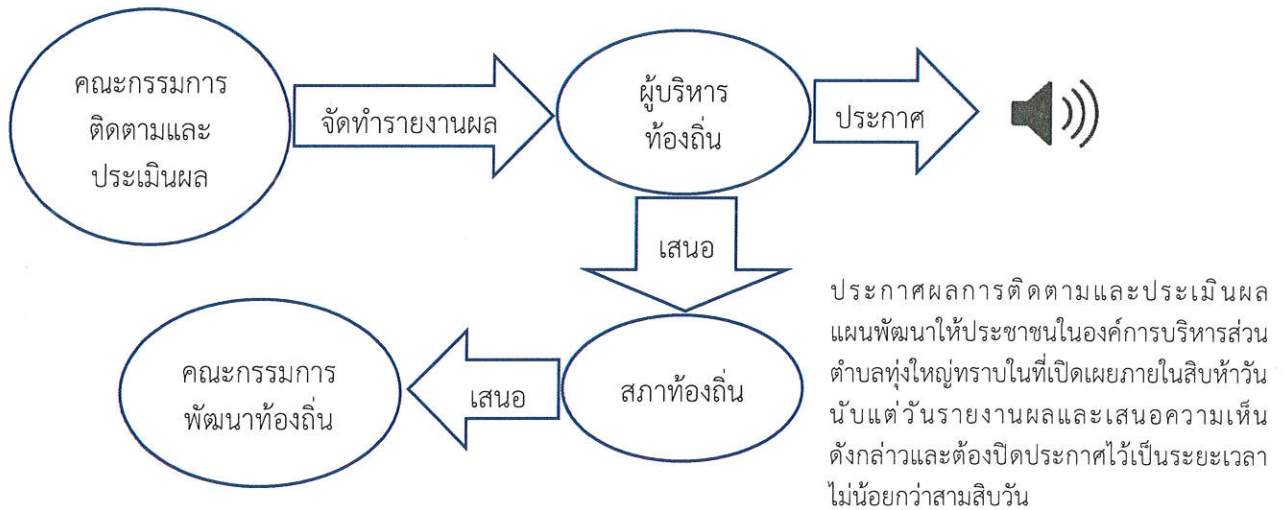 คณะกรรมการ
ติดตามและ
ประเมินผล
จัดทำรายงานผล
ผู้บริหาร
ท้องถิ่น
ประกาศ
เสนอ
คณะกรรมการ
พัฒนาท้องถิ่น
เสนอ
สภาท้องถิ่น
ประกาศผลการติดตามและประเมินผล
แผนพัฒนาให้ประชาชนในองค์การบริหารส่วน
ตำบลทุ่งใหญ่ทราบในที่เปิดเผยภายในสิบห้าวัน
นับแต่วันรายงานผลและเสนอความเห็น
ดังกล่าวและต้องปิดประกาศไว้เป็นระยะเวลา
ไม่น้อยกว่าสามสิบวัน